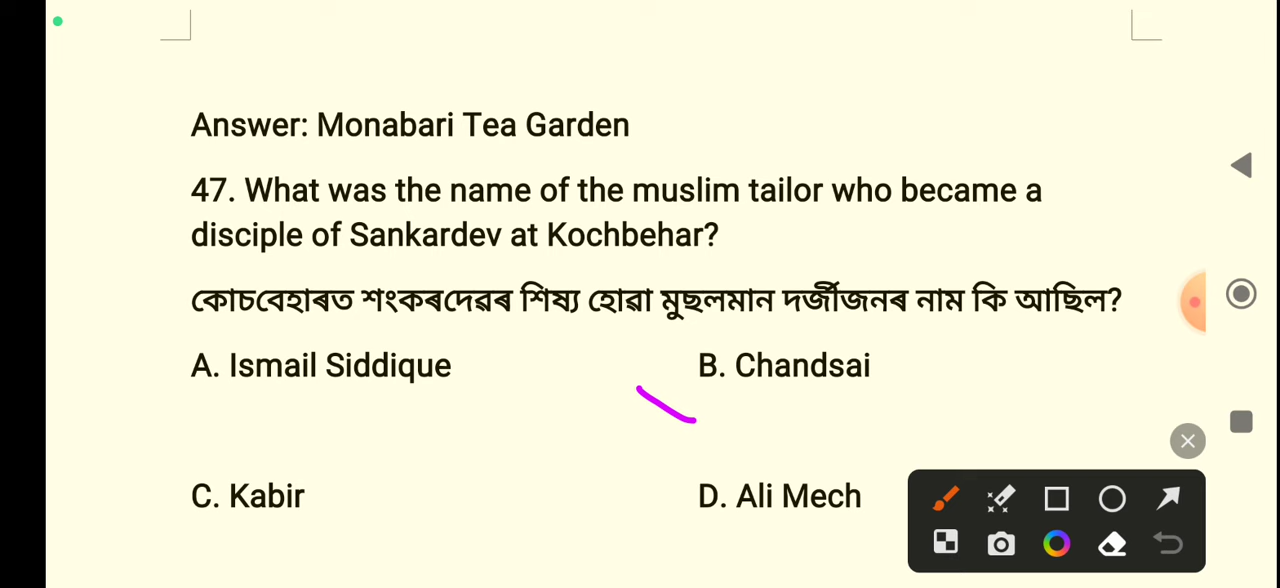 Answer: Monabari Tea Garden
47. What was the name of the muslim tailor who became a
disciple of Sankardev at Kochbehar?
কোচবেহাৰত শংকৰদেৱৰ শিষ্য হোৱা মুছলমান দৰ্জীজনৰ নাম কি আছিল?
A. Ismail Siddique B. Chandsai
C. Kabir D. Ali Mech